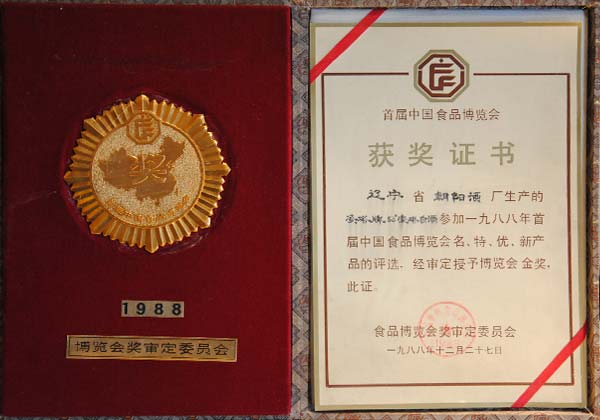 奖
1988
博览会奖审定委员会
首届中国食品博览会
获奖证书
辽宁省朝阳酒厂生产的
参加一九八八年首
届中国食品博览会名、特、优、新产
品的评选，经审定授予博览会金奖，
此证。
食品博览会奖审定委员会
一九八八年十二月二十七日